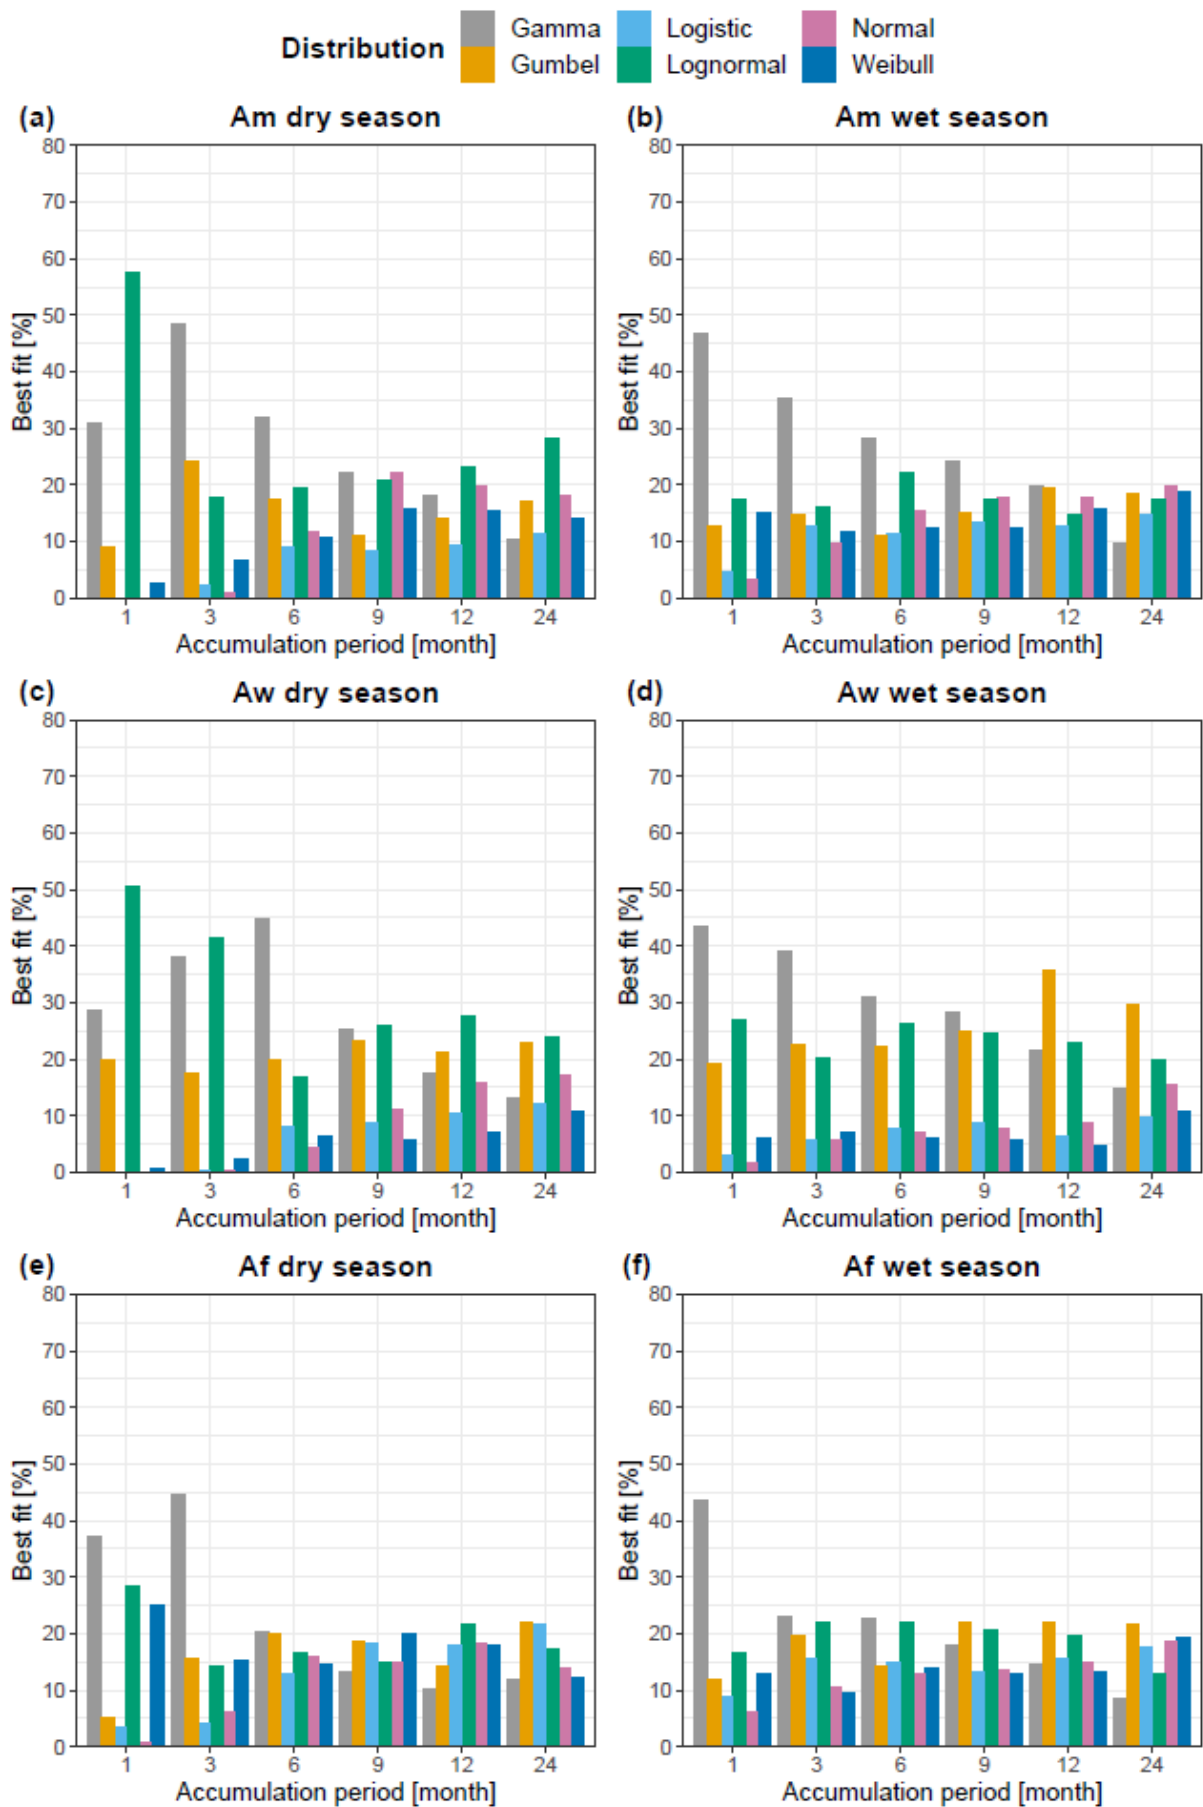 Distribution
Gamma
Logistic
Normal
Gumbel
Lognormal
Weibull
(a) Am dry season
80
70
60
50
40
30
20
10
0
Best fit [%]
1 3 6 9 12 24
Accumulation period [month]
(b) Am wet season
80
70
60
50
40
30
20
10
0
Best fit [%]
1 3 6 9 12 24
Accumulation period [month]
(c) Aw dry season
80
70
60
50
40
30
20
10
0
Best fit [%]
1 3 6 9 12 24
Accumulation period [month]
(d) Aw wet season
80
70
60
50
40
30
20
10
0
Best fit [%]
1 3 6 9 12 24
Accumulation period [month]
(e) Af dry season
80
70
60
50
40
30
20
10
0
Best fit [%]
1 3 6 9 12 24
Accumulation period [month]
(f) Af wet season
80
70
60
50
40
30
20
10
0
Best fit [%]
1 3 6 9 12 24
Accumulation period [month]